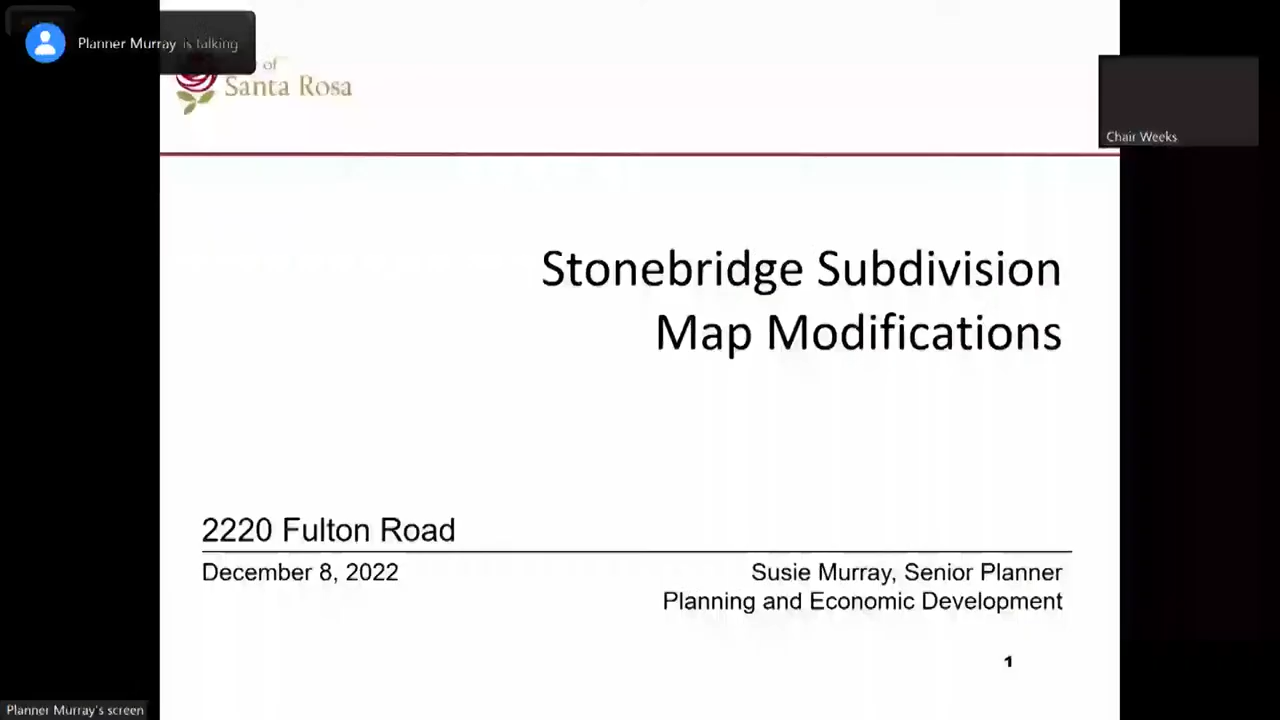 Planner Murray is talking
of
Santa Rosa
Chair Weeks
Stonebridge Subdivision
Map Modifications
2220 Fulton Road
December 8, 2022
Susie Murray, Senior Planner
Planning and Economic Development
1
Planner Murray's screen